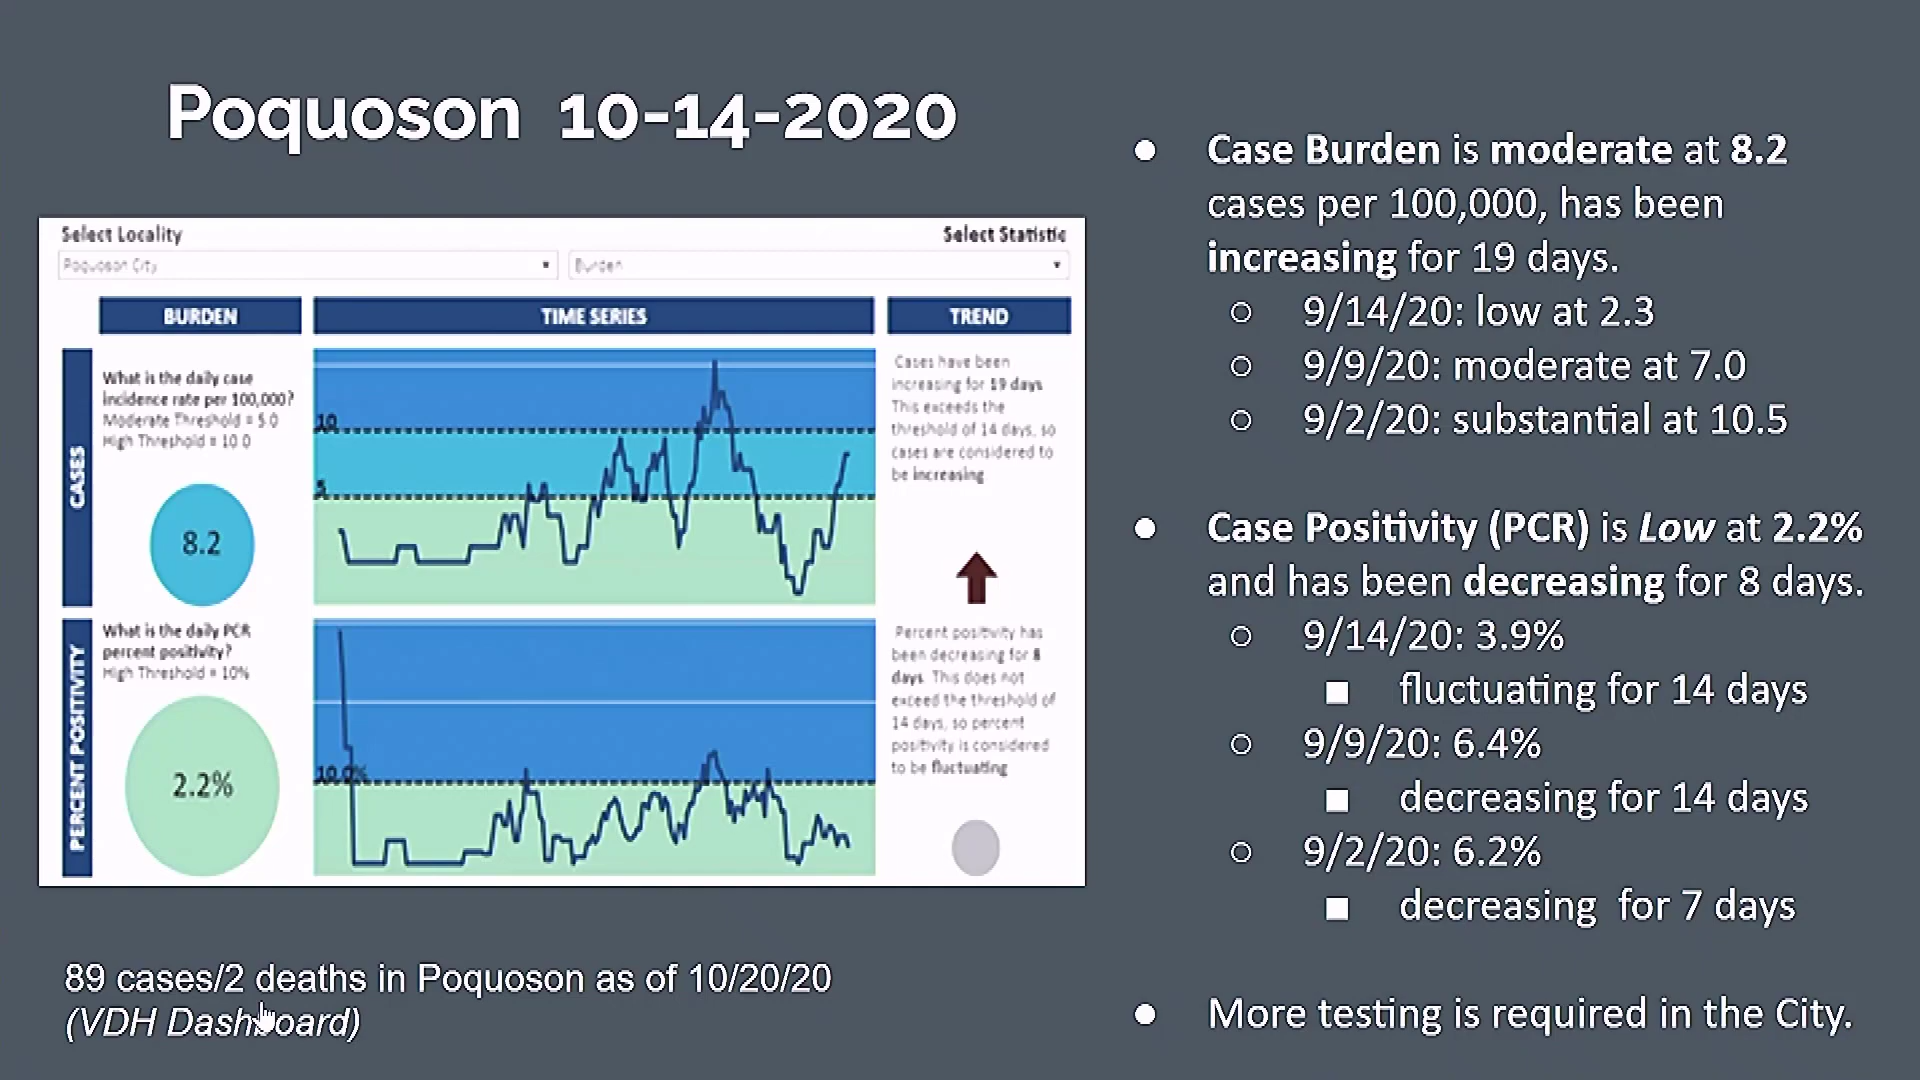 Poquoson 10-14-2020
Select Locality
Select Statistic
Poquoson City
Burden
BURDEN
TIME SERIES
TREND
CASES
What is the daily case
incidence rate per 100,000?
Moderate Threshold = 5.0
High Threshold = 10.0
8.2
10
5
Cases have been
increasing for 19 days
This exceeds the
threshold of 14 days, so
cases are considered to
be increasing
PERCENT POSITIVITY
What is the daily PCR
percent positivity?
High Threshold = 10%
2.2%
10.0%
Percent positivity has
been decreasing for 8
days. This does not
exceed the threshold of
14 days, so percent
positivity is considered
to be fluctuating
89 cases/2 deaths in Poquoson as of 10/20/20
(VDH Dashboard)
● Case Burden is moderate at 8.2
cases per 100,000, has been
increasing for 19 days.
○ 9/14/20: low at 2.3
○ 9/9/20: moderate at 7.0
○ 9/2/20: substantial at 10.5
● Case Positivity (PCR) is Low at 2.2%
and has been decreasing for 8 days.
○ 9/14/20: 3.9%
■ fluctuating for 14 days
○ 9/9/20: 6.4%
■ decreasing for 14 days
○ 9/2/20: 6.2%
■ decreasing for 7 days
● More testing is required in the City.